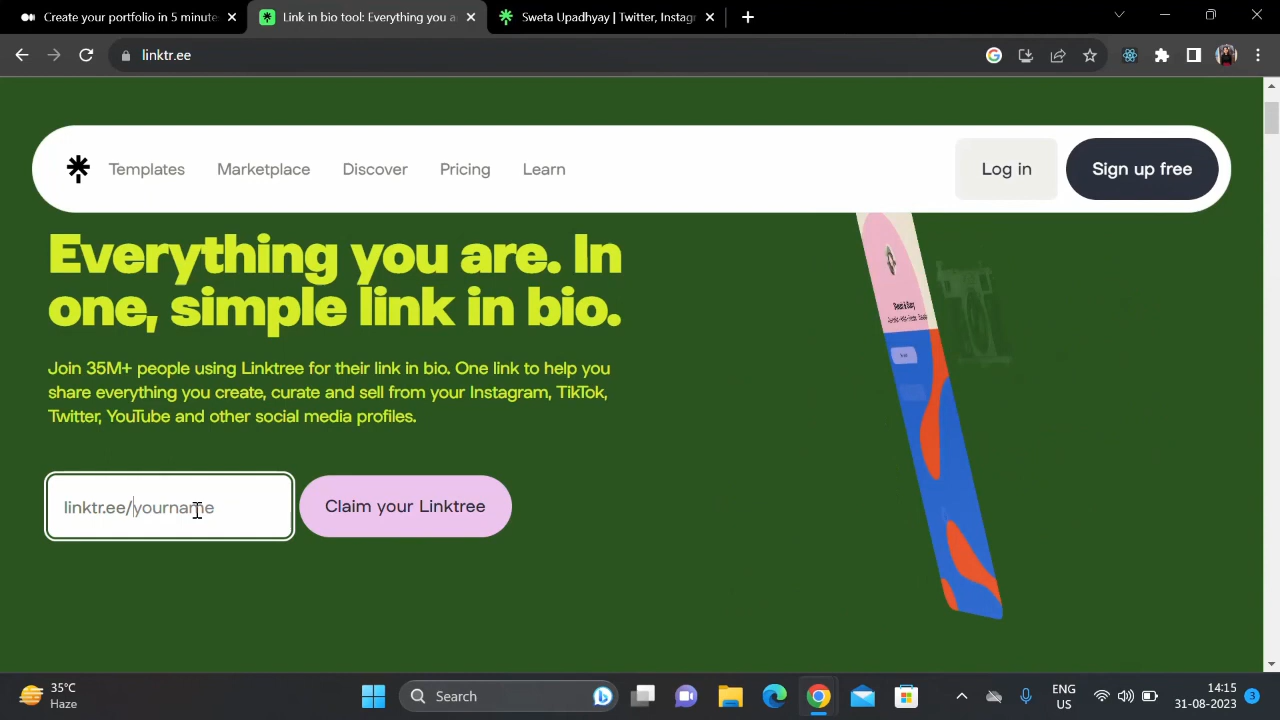 Create your portfolio in 5 minute
Link in bio tool: Everything you a
Sweta Upadhyay | Twitter, Instag
linktr.ee
Templates
Marketplace
Discover
Pricing
Learn
Log in
Sign up free
Everything you are. In
one, simple link in bio.
Join 35M+ people using Linktree for their link in bio. One link to help you
share everything you create, curate and sell from your Instagram, TikTok,
Twitter, YouTube and other social media profiles.
linktr.ee/yourname
Claim your Linktree
35°C
Haze
Search
ENG
US
14:15
31-08-2023
3